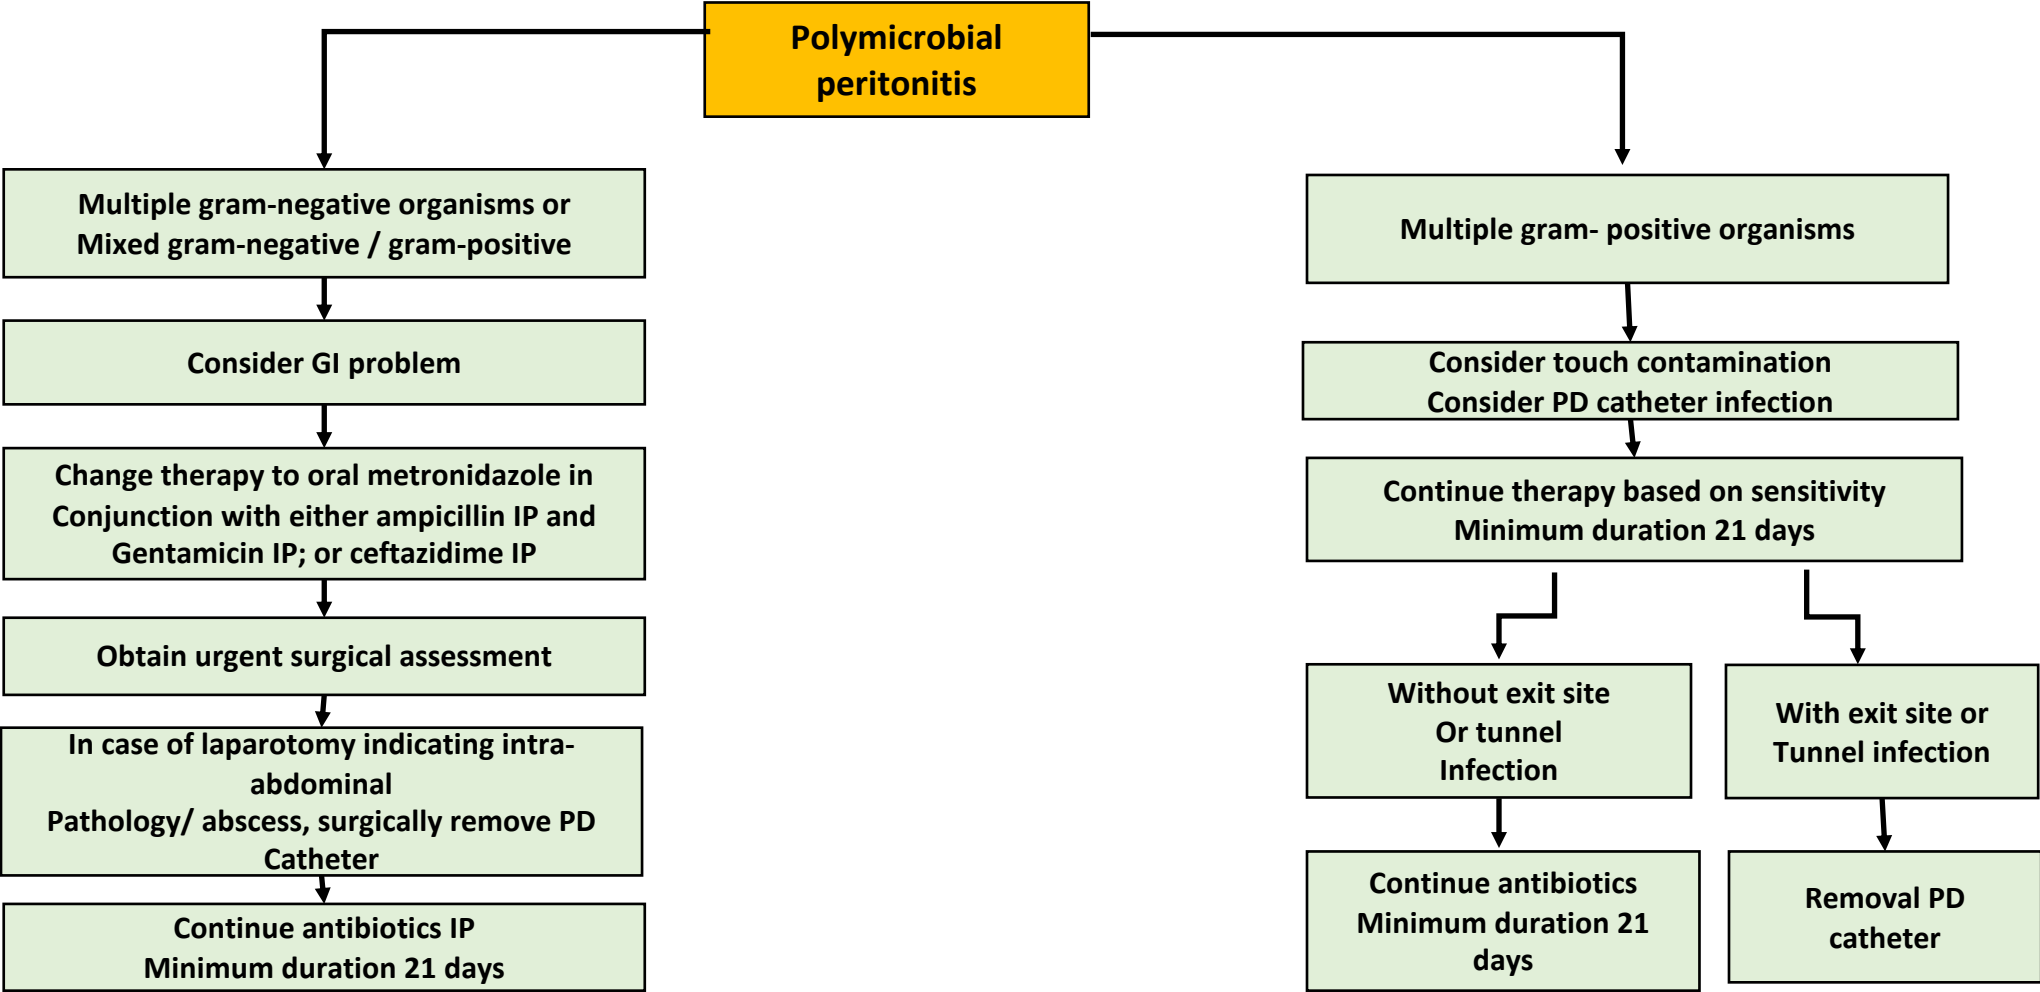 Polymicrobial
peritonitis
Multiple gram-negative organisms or
Mixed gram-negative / gram-positive
Consider GI problem
Change therapy to oral metronidazole in
Conjunction with either ampicillin IP and
Gentamicin IP; or ceftazidime IP
Obtain urgent surgical assessment
In case of laparotomy indicating intra-
abdominal
Pathology/ abscess, surgically remove PD
Catheter
Continue antibiotics IP
Minimum duration 21 days
Multiple gram- positive organisms
Consider touch contamination
Consider PD catheter infection
Continue therapy based on sensitivity
Minimum duration 21 days
Without exit site
Or tunnel
Infection
Continue antibiotics
Minimum duration 21
days
With exit site or
Tunnel infection
Removal PD
catheter